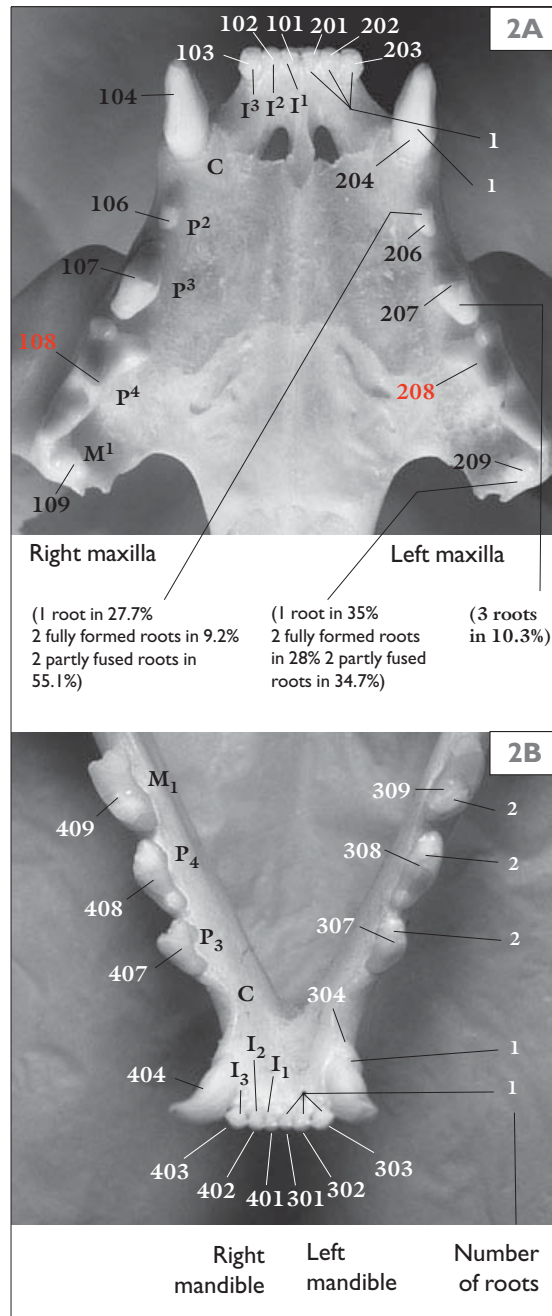 2A
102 101 201 202
103 203
104
I³ I² I¹
1
C 204 1
106 P² 206
107 P³ 207
108 P⁴ 208
M¹ 209
109
Right maxilla Left maxilla
(1 root in 27.7%
2 fully formed roots in 9.2%
2 partly fused roots in
55.1%)
(1 root in 35%
2 fully formed roots
in 28% 2 partly fused
roots in 34.7%)
(3 roots
in 10.3%)
2B
M₁ 309
409 2
P₄ 308 2
408
P₃ 307 2
407
C 304
I₂ 1
404 I₃ I₁ 1
403 303
402 302
401 301
Right
mandible
Left
mandible
Number
of roots